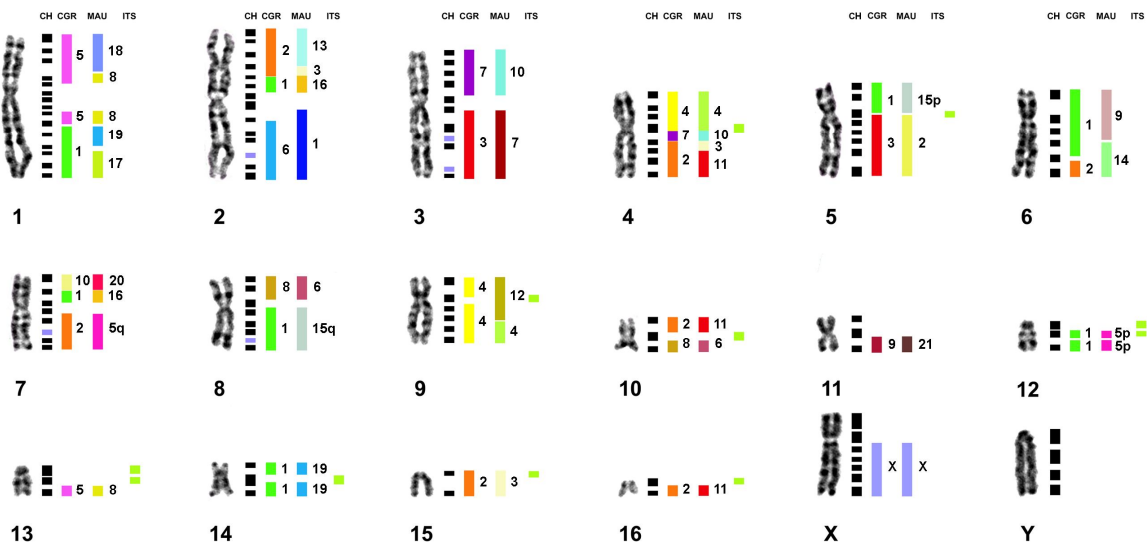 CH CGR MAU ITS CH CGR MAU ITS CH CGR MAU ITS CH CGR MAU ITS CH CGR MAU ITS CH CGR MAU ITS
5 18 8 5 8 19 1 17
2 13 3 1 16 6 1
7 10 3 7
4 4 7 10 3 2 11
1 15p 3 2
1 9 2 14
1 2 3 4 5 6
10 20 1 16 2 5q
8 6 1 15q
4 12 4 4
2 11 8 6
9 21
1 5p 1 5p
7 8 9 10 11 12
5 8
1 19 1 19
2 3
2 11
X X
13 14 15 16 X Y